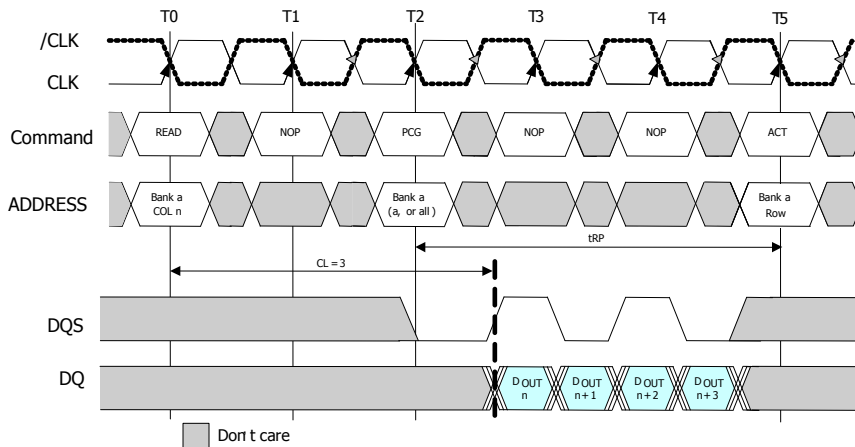 T0 T1 T2 T3 T4 T5
/CLK
CLK
Command READ NOP PCG NOP NOP ACT
ADDRESS Bank a COL n Bank a (a, or all) Bank a Row
tRP
CL = 3
DQS
DQ DOUT n DOUT n+1 DOUT n+2 DOUT n+3
Don't care